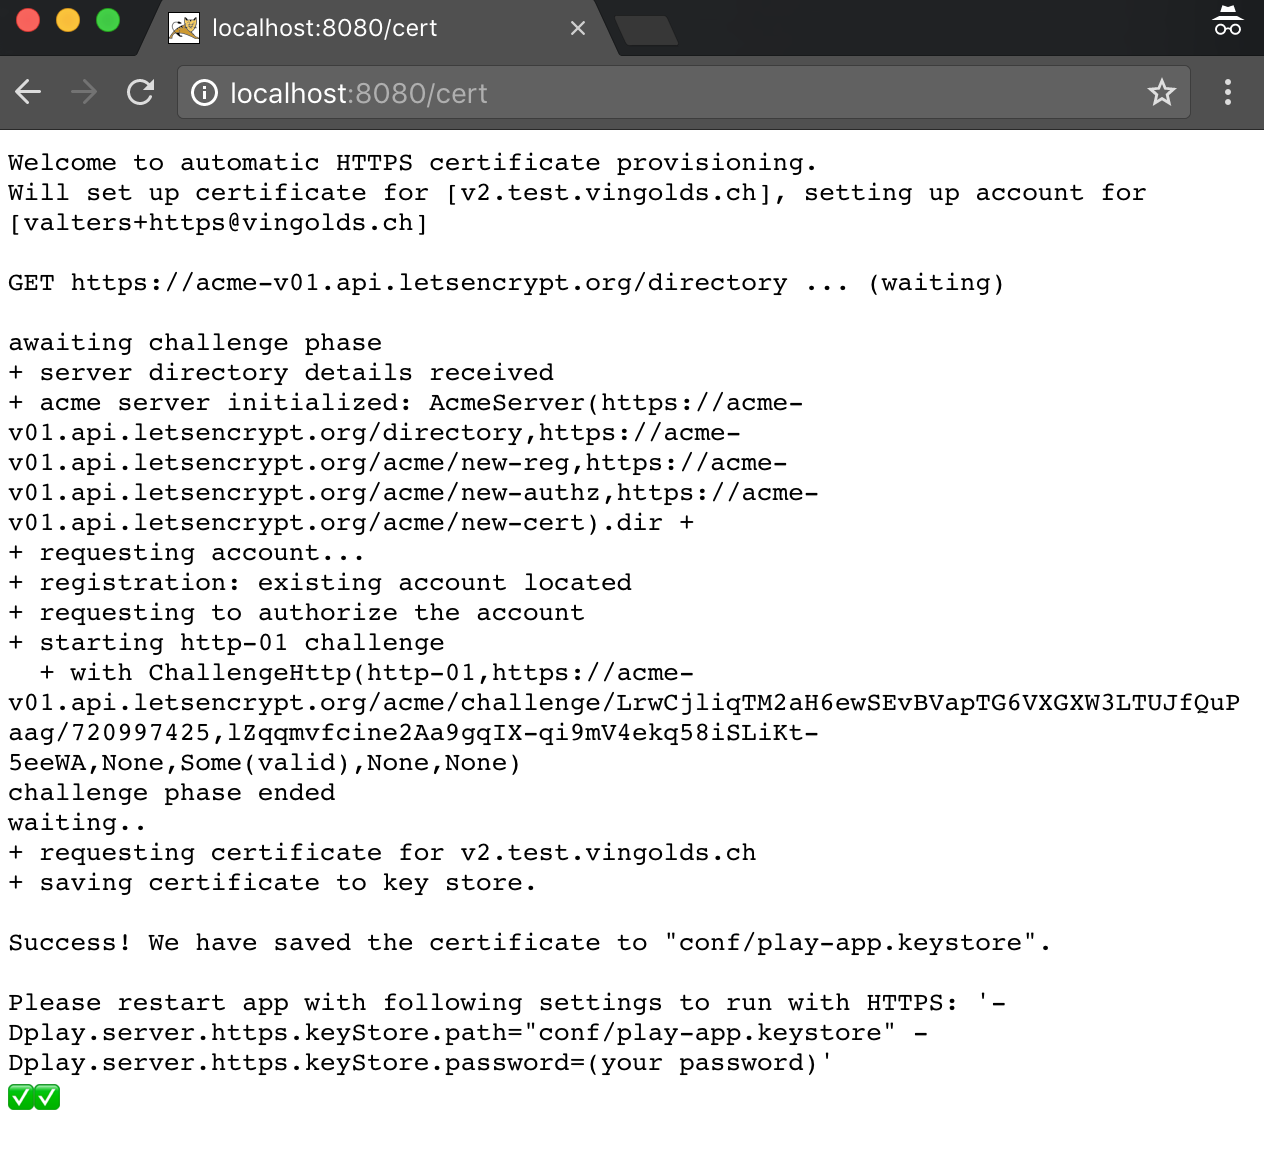 localhost:8080/cert
localhost:8080/cert
Welcome to automatic HTTPS certificate provisioning.
Will set up certificate for [v2.test.vingolds.ch], setting up account for
[valters+https@vingolds.ch]
GET https://acme-v01.api.letsencrypt.org/directory ... (waiting)
awaiting challenge phase
+ server directory details received
+ acme server initialized: AcmeServer(https://acme-
v01.api.letsencrypt.org/directory,https://acme-
v01.api.letsencrypt.org/acme/new-reg,https://acme-
v01.api.letsencrypt.org/acme/new-authz,https://acme-
v01.api.letsencrypt.org/acme/new-cert).dir +
+ requesting account...
+ registration: existing account located
+ requesting to authorize the account
+ starting http-01 challenge
  + with ChallengeHttp(http-01,https://acme-
v01.api.letsencrypt.org/acme/challenge/LrwCjliqTM2aH6ewSEvBVapTG6VXGXW3LTUJfQuP
aag/720997425,lZqqmvfcine2Aa9gqIX-qi9mV4ekq58iSLiKt-
5eeWA,None,Some(valid),None,None)
challenge phase ended
waiting..
+ requesting certificate for v2.test.vingolds.ch
+ saving certificate to key store.
Success! We have saved the certificate to "conf/play-app.keystore".
Please restart app with following settings to run with HTTPS: '-
Dplay.server.https.keyStore.path="conf/play-app.keystore" -
Dplay.server.https.keyStore.password=(your password)'
✅✅